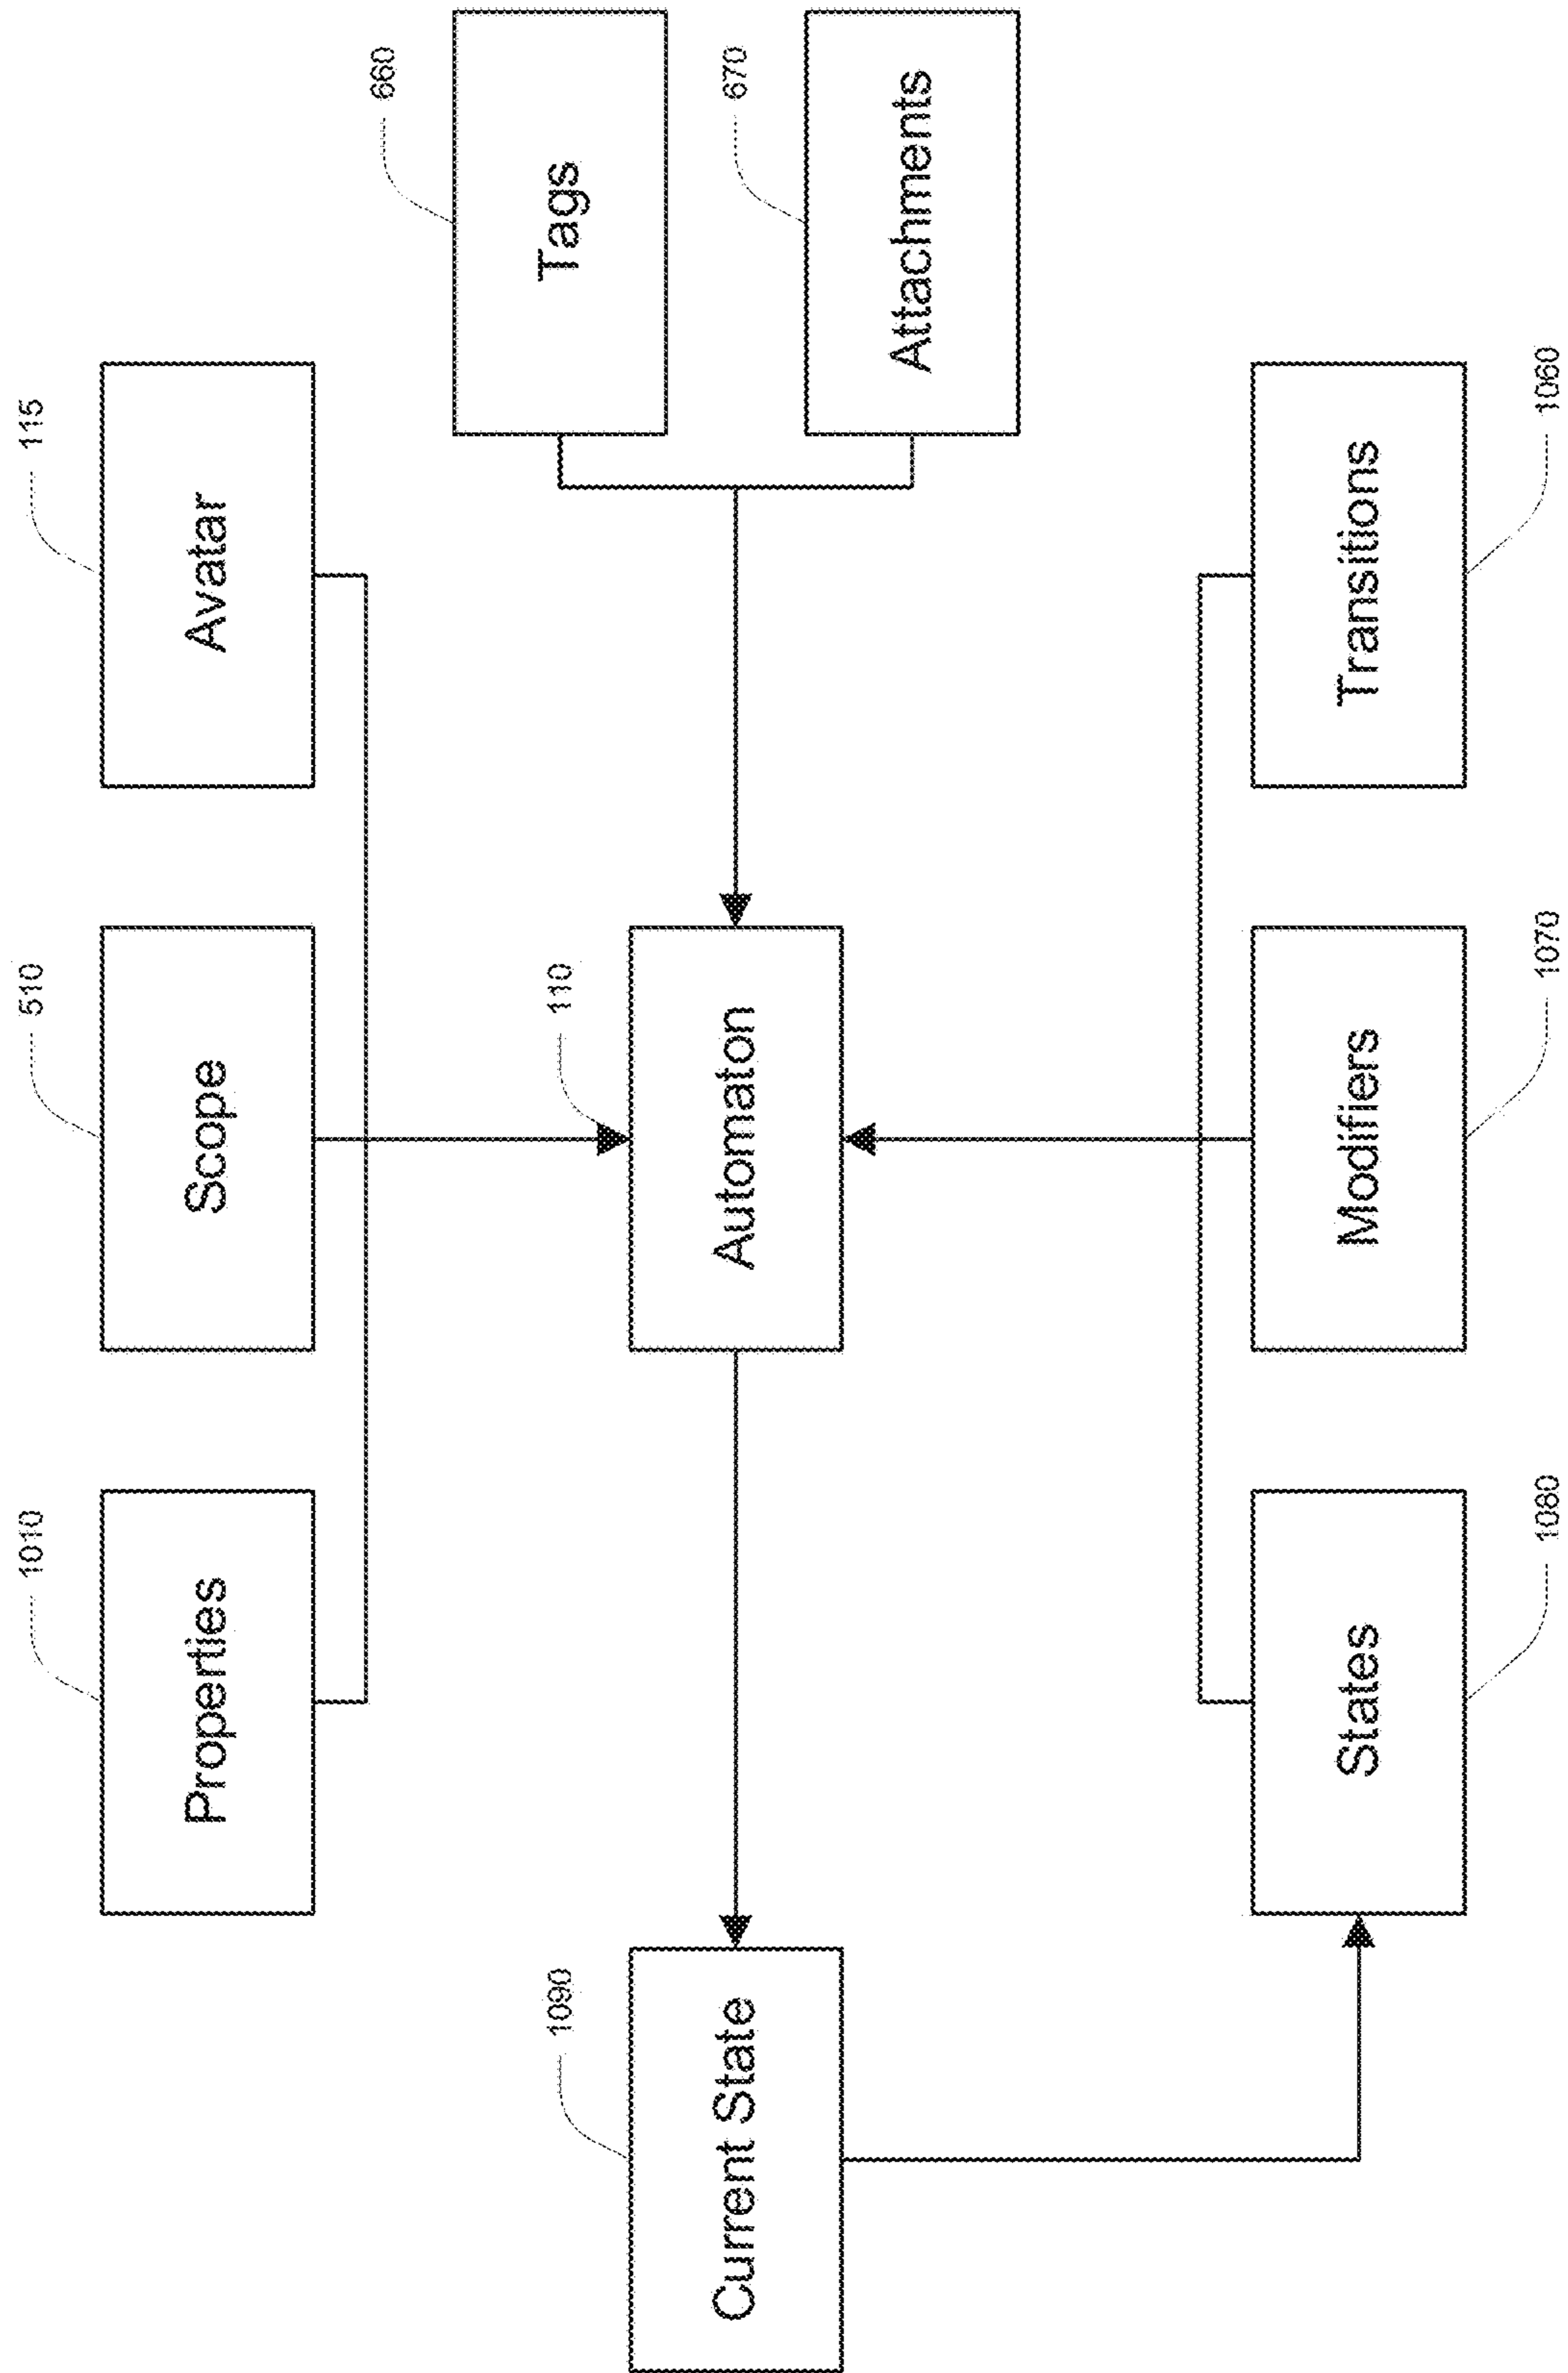 1010
510
115
Properties
Scope
Avatar
660
Tags
1090
110
Current State
Automaton
670
Attachments
States
Modifiers
Transitions
1080
1070
1060